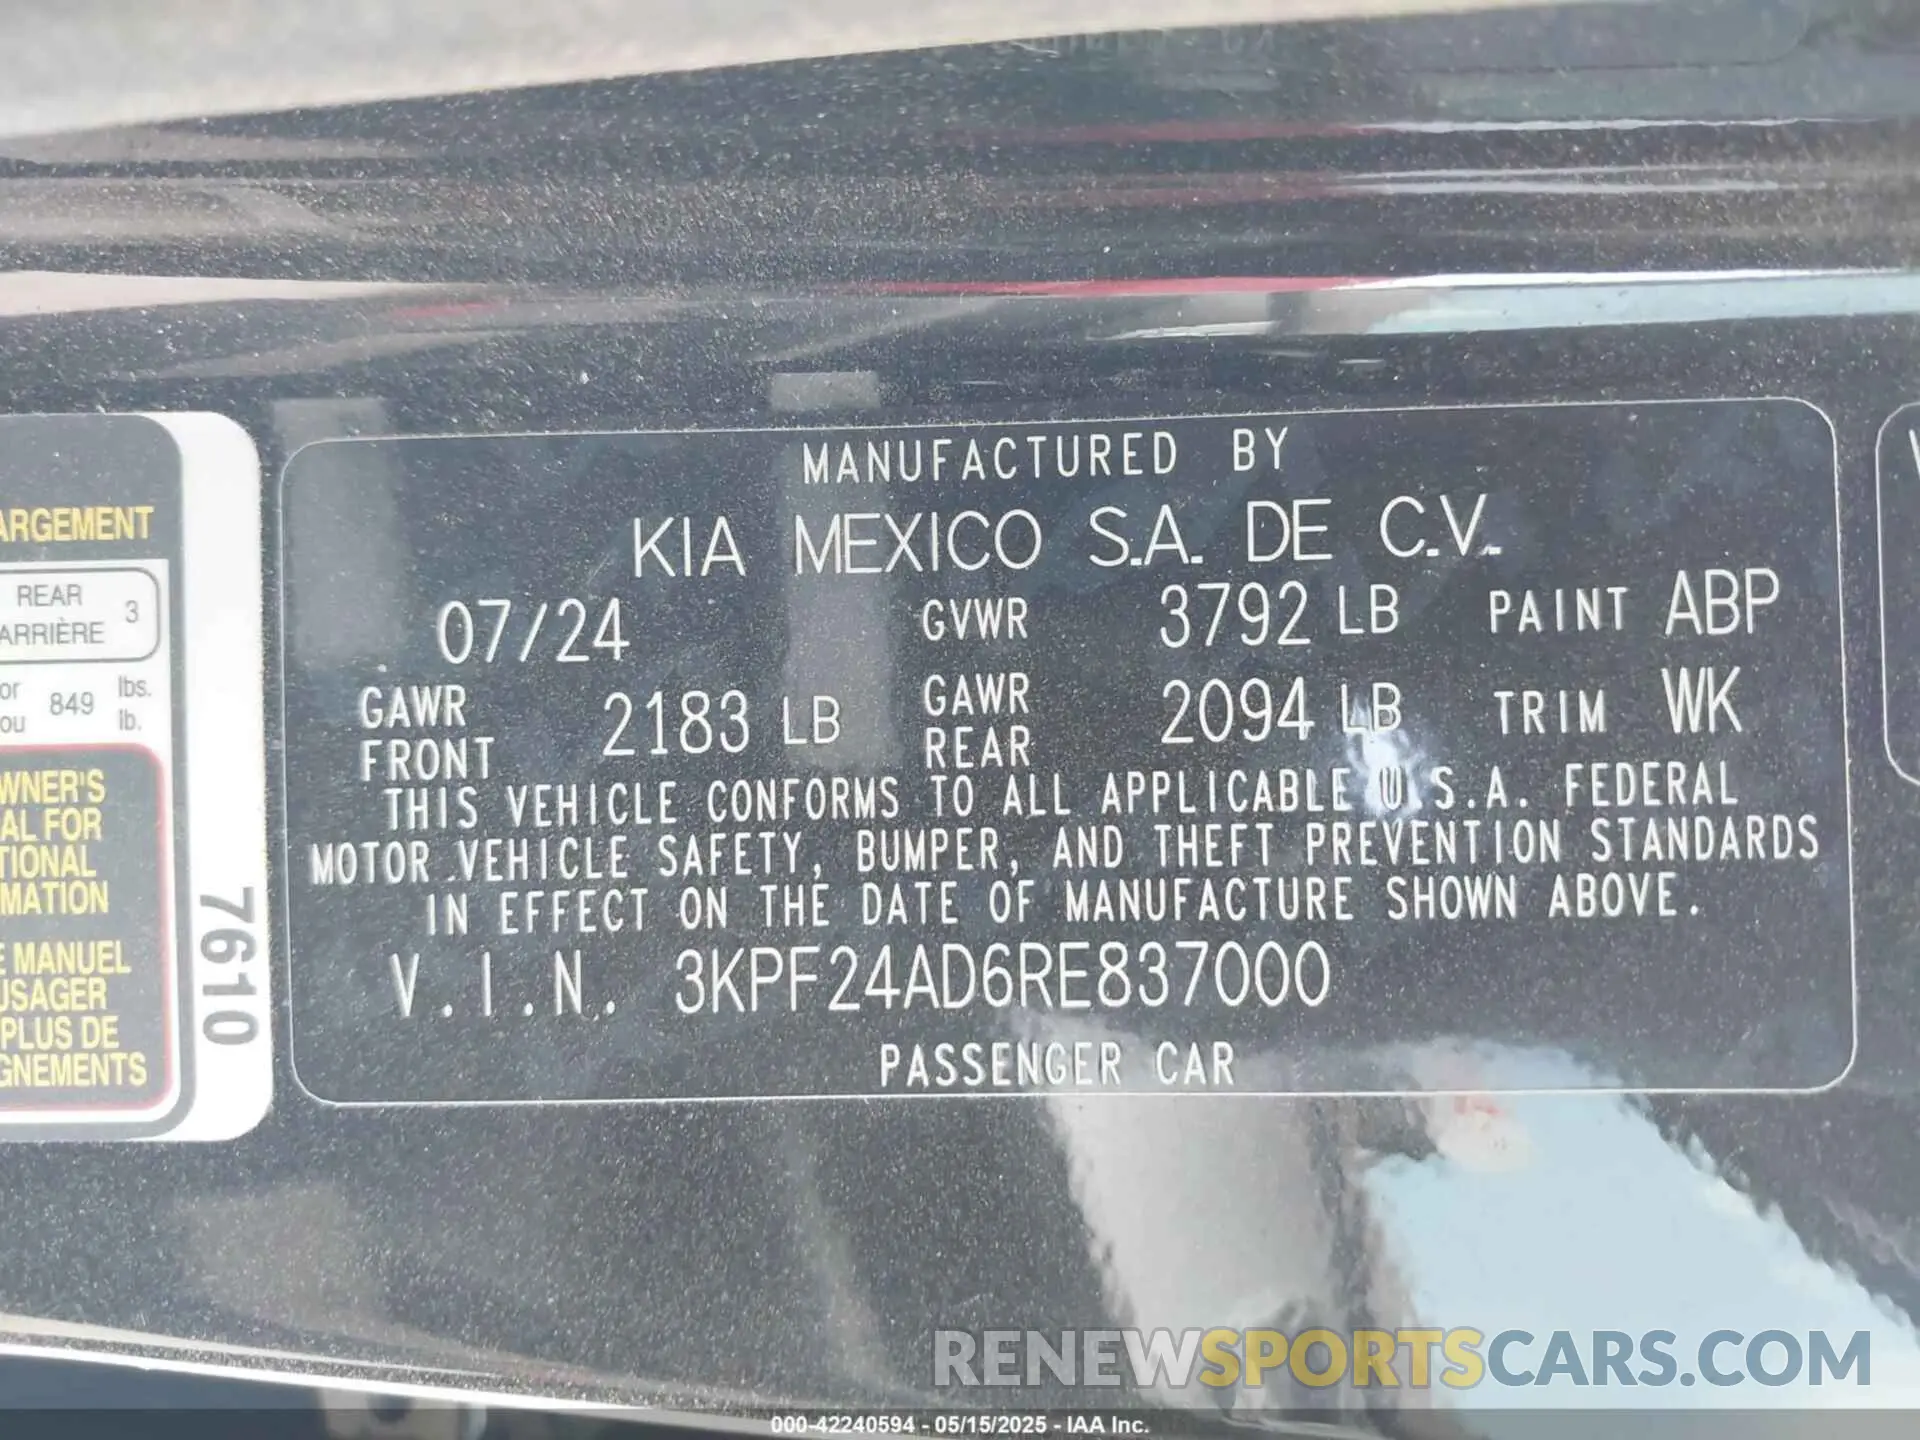 ARGEMENT
REAR 3
ARRIÈRE
or 849 lbs.
ou lb.
WNER'S
AL FOR
TIONAL
MATION
E MANUEL
USAGER
PLUS DE
GNEMENTS
7610
MANUFACTURED BY
KIA MEXICO S.A. DE C.V.
07/24 GVWR 3792 LB PAINT ABP
GAWR FRONT 2183 LB GAWR REAR 2094 LB TRIM WK
THIS VEHICLE CONFORMS TO ALL APPLICABLE U.S.A. FEDERAL
MOTOR VEHICLE SAFETY, BUMPER, AND THEFT PREVENTION STANDARDS
IN EFFECT ON THE DATE OF MANUFACTURE SHOWN ABOVE.
V.I.N. 3KPF24AD6RE837000
PASSENGER CAR
RENEWSPORTSCARS.COM
000-42240594 - 05/15/2025 - IAA Inc.